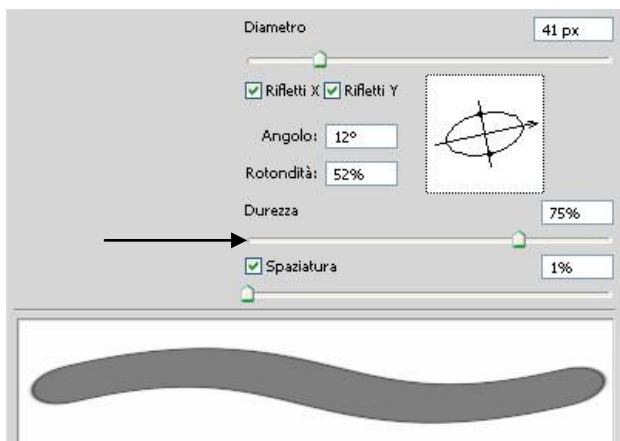 Diametro 41 px
Rifletti X Rifletti Y
Angolo: 12°
Rotondità: 52%
Durezza 75%
Spaziatura 1%